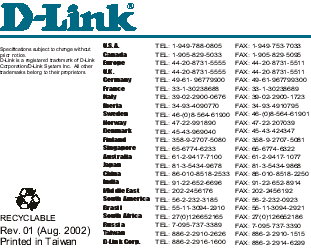 D-Link®
Specifications subject to change without
prior notice.
D-Link is a registered trademark of D-Link
Corporation/D-Link System Inc. All other
trademarks belong to their proprietors.
U.S.A. TEL: 1-949-788-0805 FAX: 1-949-753-7033
Canada TEL: 1-905-829-5033 FAX: 1-905-829-5095
Europe TEL: 44-20-8731-5555 FAX: 44-20-8731-5511
U.K. TEL: 44-20-8731-5555 FAX: 44-20-8731-5511
Germany TEL: 49-61-96779900 FAX: 49-61-967799300
France TEL: 33-1-30238688 FAX: 33-1-30238689
Italy TEL: 39-02-2900-0676 FAX: 39-02-2900-1723
Iberia TEL: 34-93-4090770 FAX: 34-93-4910795
Sweden TEL: 46-(0)8-564-61900 FAX: 46-(0)8-564-61901
Norway TEL: 47-22-991890 FAX: 47-22-207039
Denmark TEL: 45-43-969040 FAX: 45-43-424347
Finland TEL: 358-9-2707-5080 FAX: 358-9-2707-5081
Singapore TEL: 65-6774-6233 FAX: 65-6774-6322
Australia TEL: 61-2-9417-7100 FAX: 61-2-9417-1077
Japan TEL: 81-3-5434-9678 FAX: 81-3-5434-9868
China TEL: 86-010-8518-2533 FAX: 86-010-8518-2250
India TEL: 91-22-652-6696 FAX: 91-22-652-8914
Middle East TEL: 202-2456176 FAX: 202-2456192
South America TEL: 56-2-232-3185 FAX: 56-2-232-0923
Brasil TEL: 55-11-3094-2910 FAX: 55-11-3094-2921
South Africa TEL: 27(0)126652165 FAX: 27(0)126652186
Russia TEL: 7-095-737-3389 FAX: 7-095-737-3390
Taiwan TEL: 886-2-2910-2626 FAX: 886-2-2910-1515
D-Link Corp. TEL: 886-2-2916-1600 FAX: 886-2-2914-6299
RECYCLABLE
Rev. 01 (Aug. 2002)
Printed in Taiwan